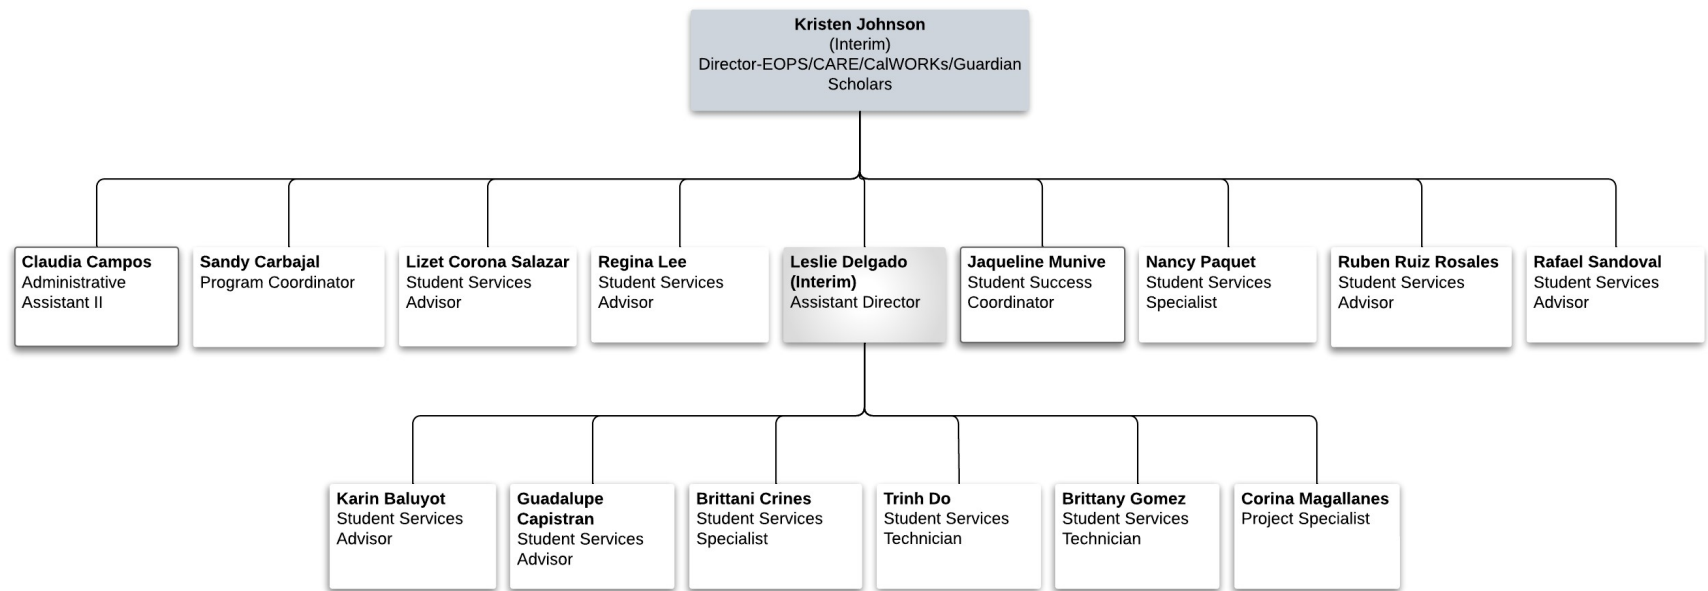 Kristen Johnson
(Interim)
Director-EOPS/CARE/CalWORKs/Guardian
Scholars
Claudia Campos
Administrative
Assistant II
Sandy Carbajal
Program Coordinator
Lizet Corona Salazar
Student Services
Advisor
Regina Lee
Student Services
Advisor
Leslie Delgado
(Interim)
Assistant Director
Jaqueline Munive
Student Success
Coordinator
Nancy Paquet
Student Services
Specialist
Ruben Ruiz Rosales
Student Services
Advisor
Rafael Sandoval
Student Services
Advisor
Karin Baluyot
Student Services
Advisor
Guadalupe
Capistran
Student Services
Advisor
Brittani Crines
Student Services
Specialist
Trinh Do
Student Services
Technician
Brittany Gomez
Student Services
Technician
Corina Magallanes
Project Specialist